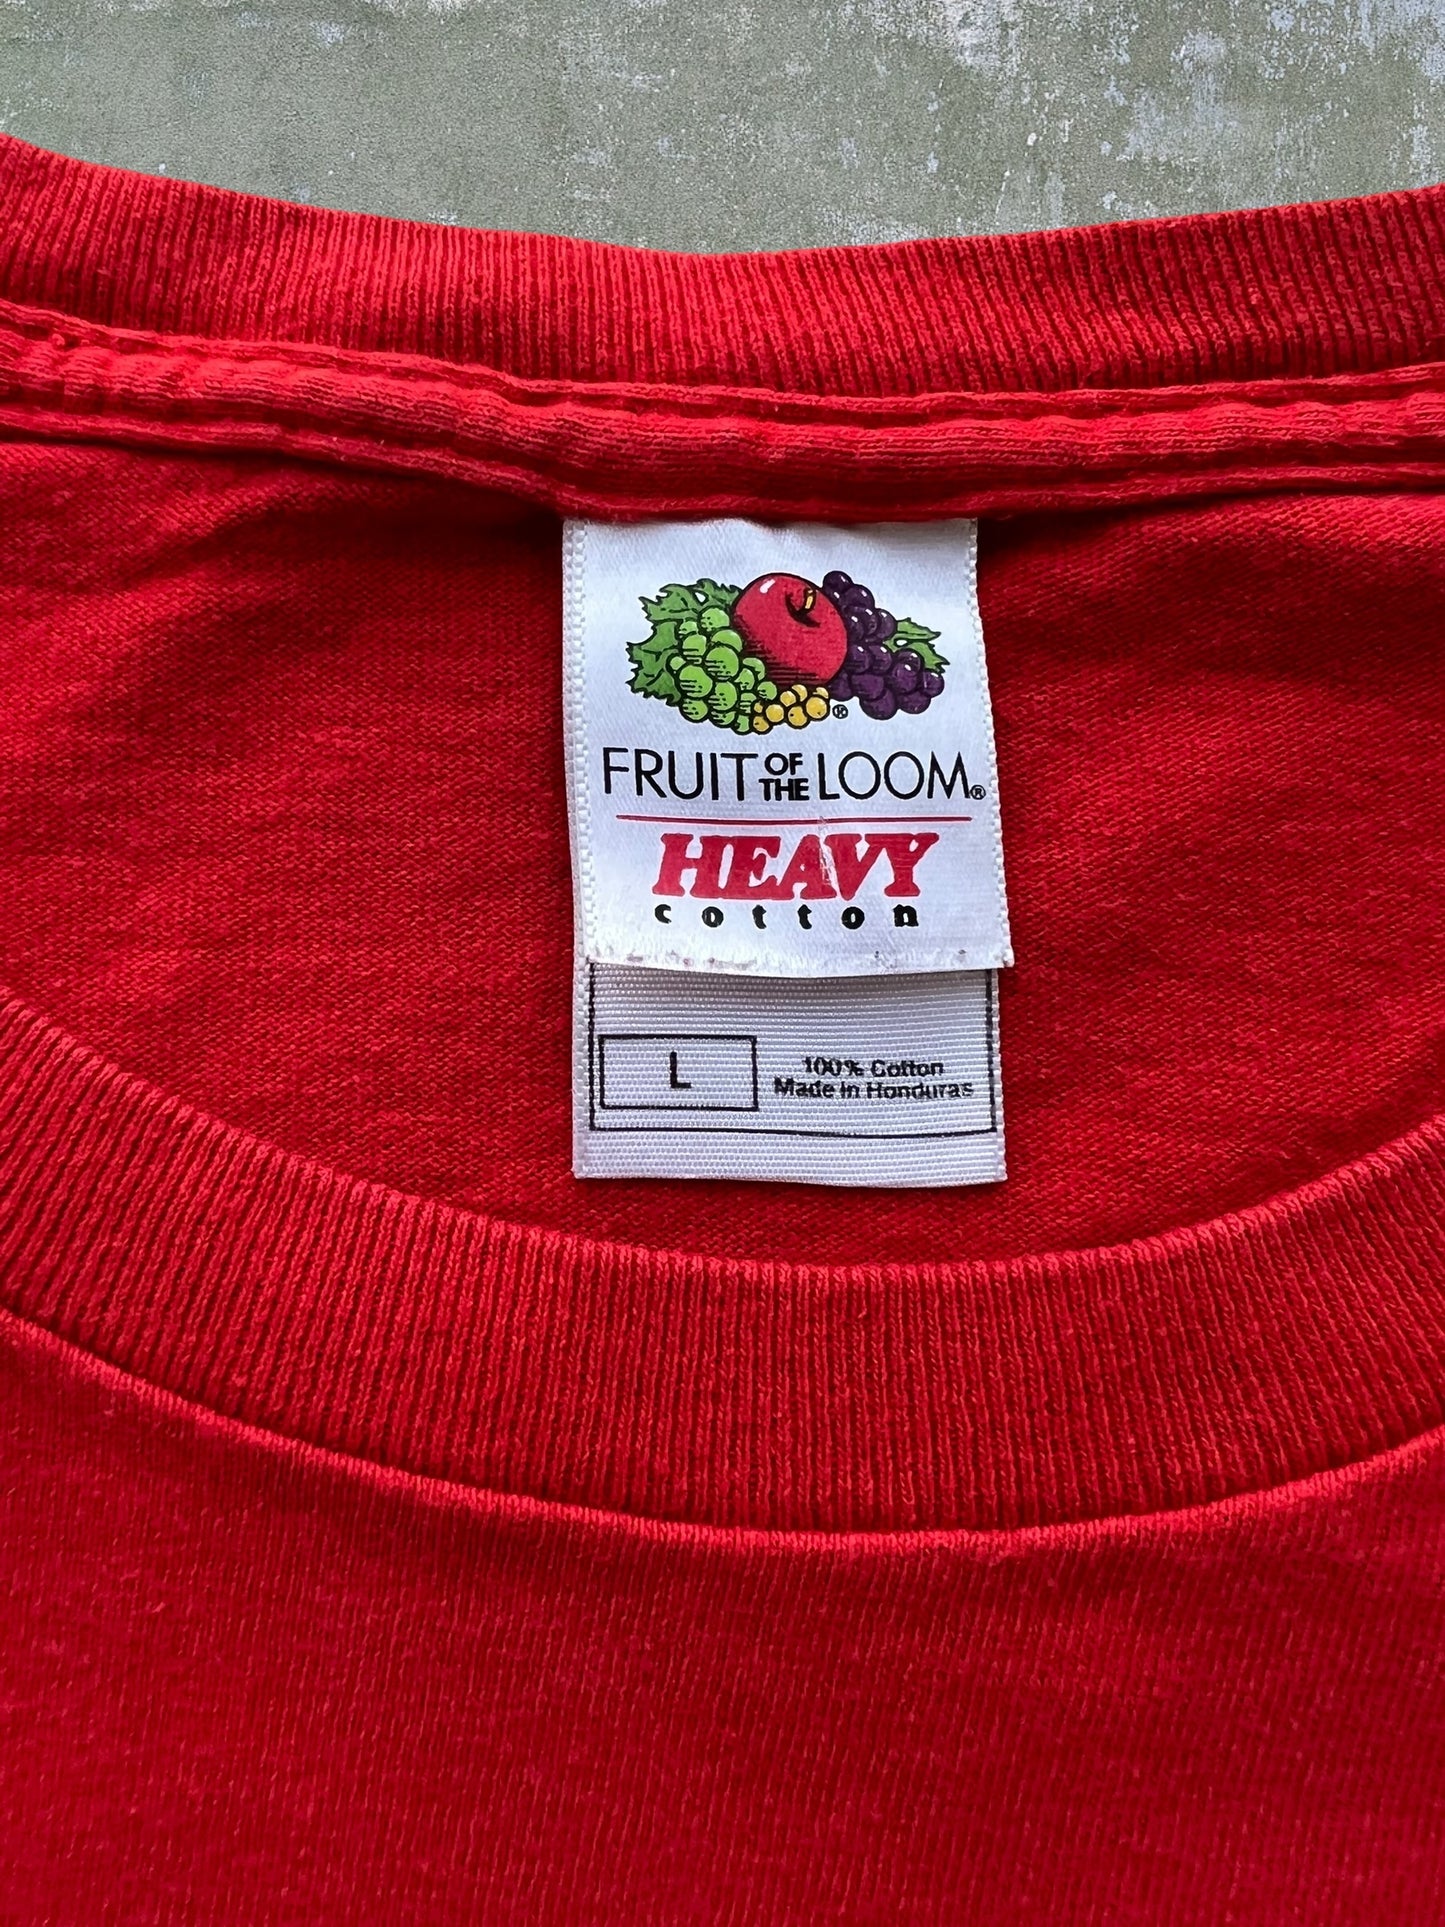 ®
FRUIT OF THE LOOM®
HEAVY
cotton
L
100% Cotton
Made in Honduras